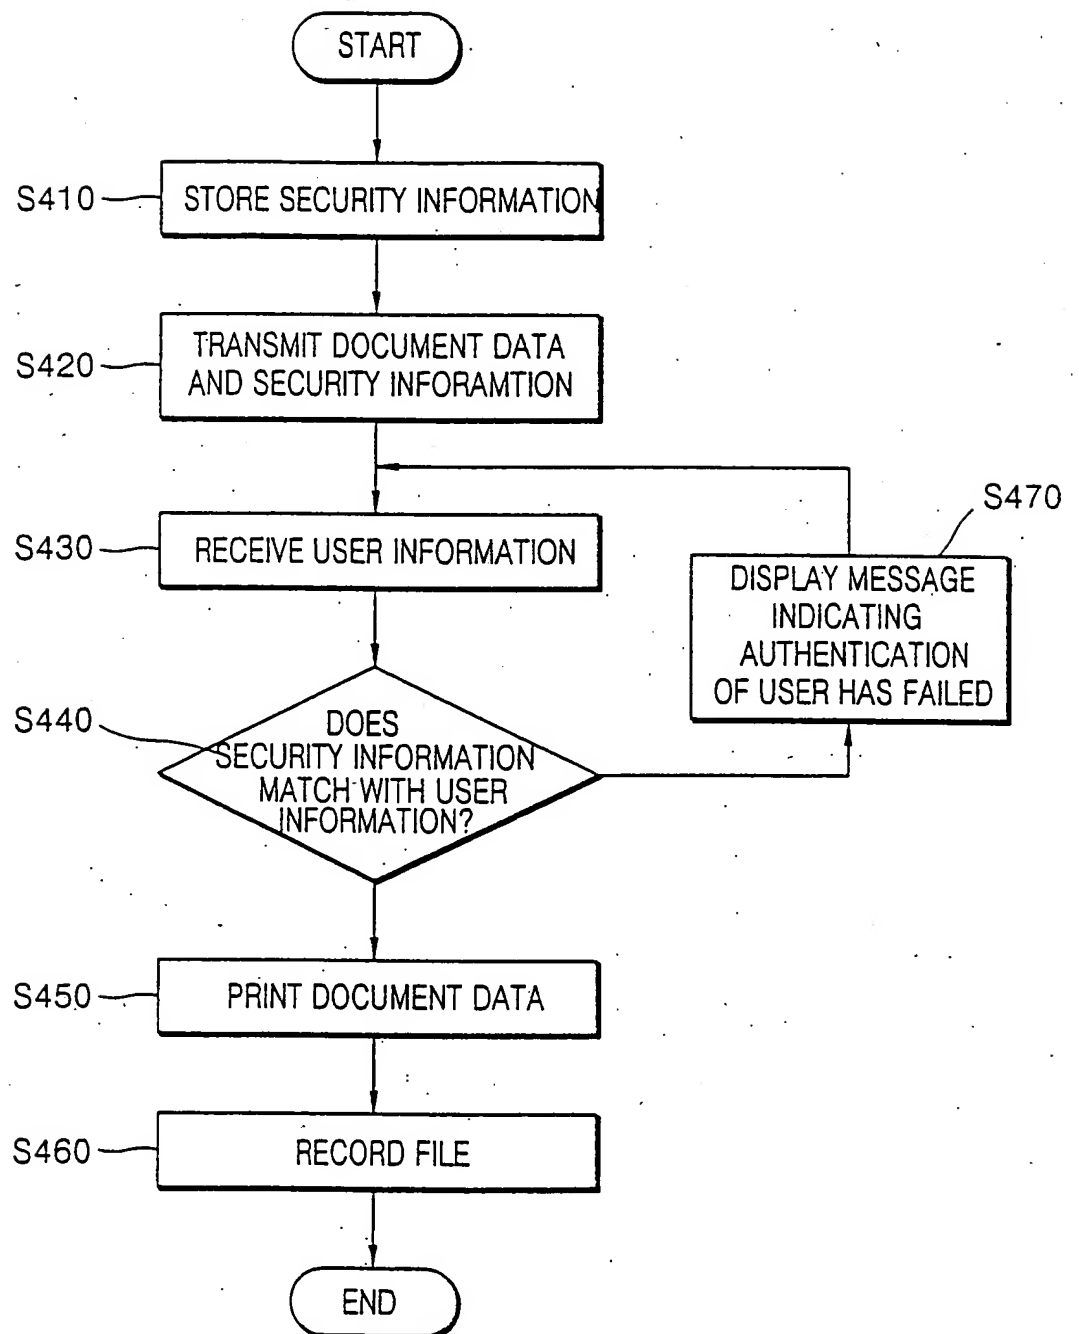 START
S410
STORE SECURITY INFORMATION
S420
TRANSMIT DOCUMENT DATA
AND SECURITY INFORAMTION
S470
S430
RECEIVE USER INFORMATION
DISPLAY MESSAGE
INDICATING
AUTHENTICATION
OF USER HAS FAILED
S440
DOES
SECURITY INFORMATION
MATCH WITH USER
INFORMATION?
S450
PRINT DOCUMENT DATA
S460
RECORD FILE
END